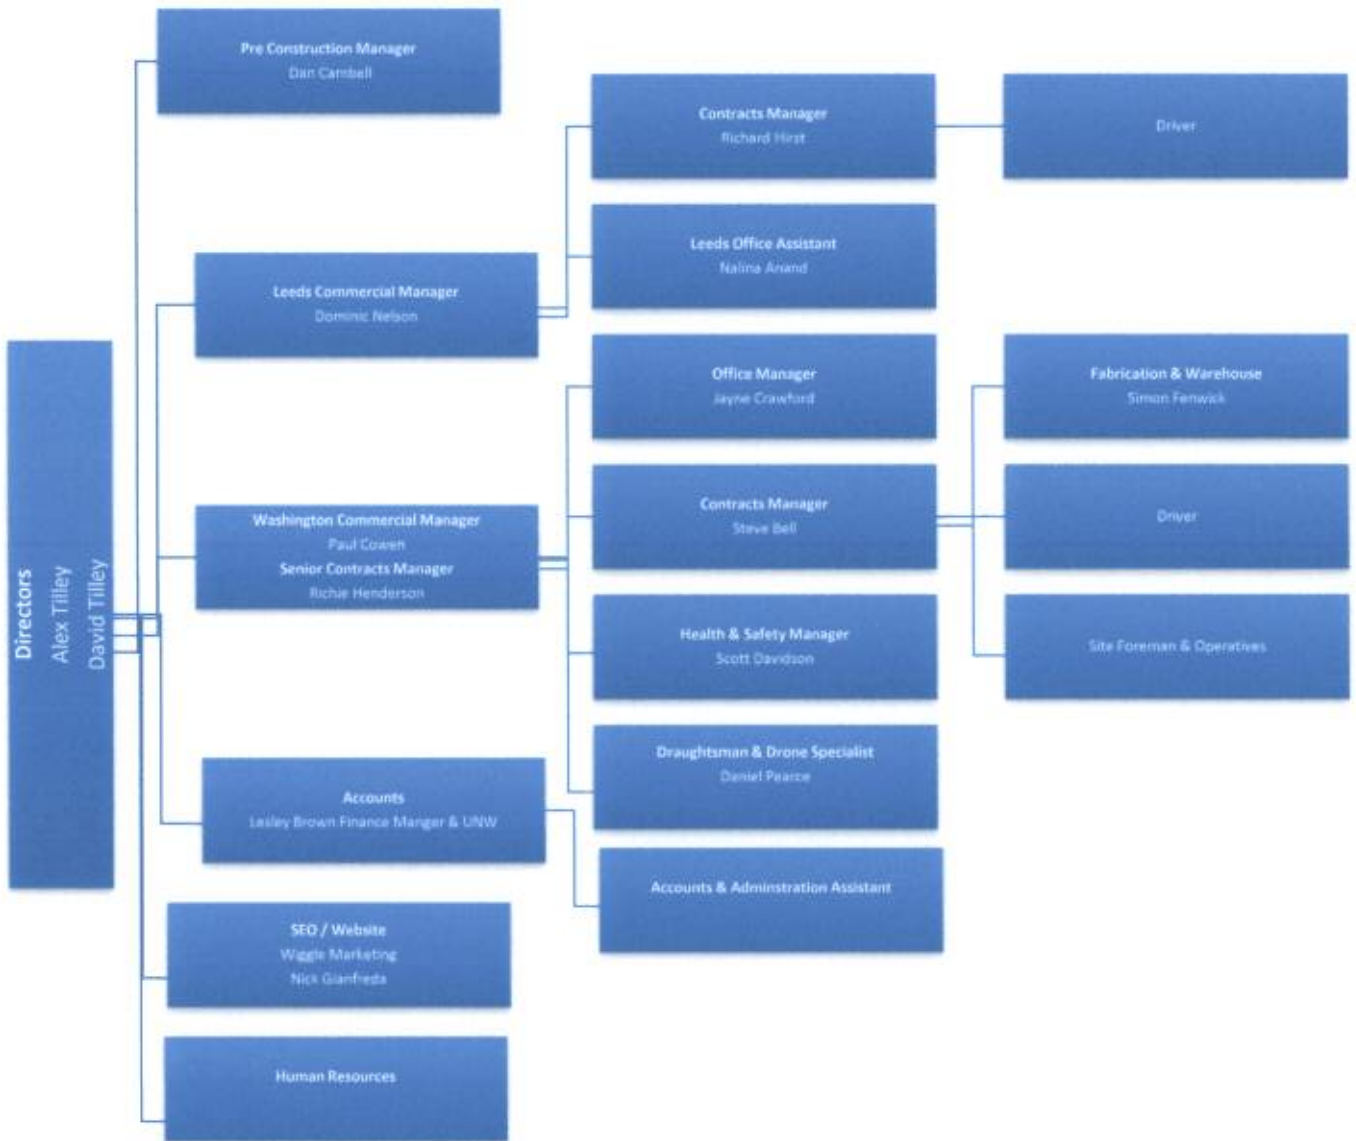 Directors
Alex Tilley
David Tilley
Pre Construction Manager
Dan Cambell
Leeds Commercial Manager
Dominic Nelson
Contracts Manager
Richard Hirst
Driver
Leeds Office Assistant
Nalina Anand
Washington Commercial Manager
Paul Cowen
Senior Contracts Manager
Richie Henderson
Office Manager
Jayne Crawford
Contracts Manager
Steve Bell
Fabrication & Warehouse
Simon Fenwick
Driver
Site Foreman & Operatives
Health & Safety Manager
Scott Davidson
Draughtsman & Drone Specialist
Daniel Pearce
Accounts
Lesley Brown Finance Manger & UNW
Accounts & Adminstration Assistant
SEO / Website
Wiggle Marketing
Nick Gianfreda
Human Resources